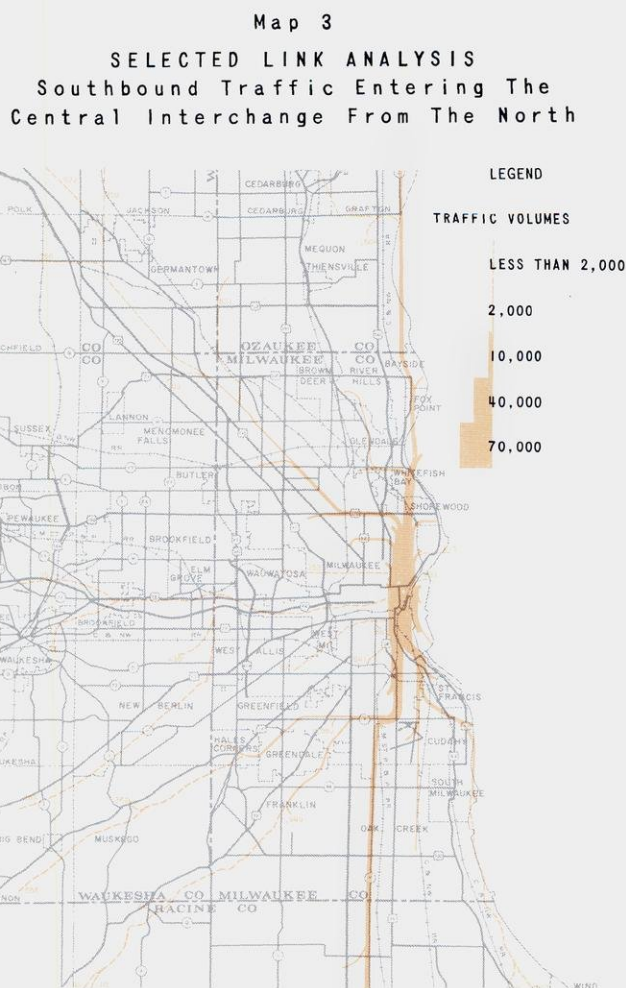 Map 3
SELECTED LINK ANALYSIS
Southbound Traffic Entering The
Central Interchange From The North
LEGEND
TRAFFIC VOLUMES
LESS THAN 2,000
2,000
10,000
40,000
70,000
CEDARBURG
POLK
JACKSON
CEDARBURG
GRAFTON
MEQUON
THIENSVILLE
GERMANTOWN
OZAUKEE CO
CO
MILWAUKEE CO
CO
BAYSIDE
BROWN DEER
RIVER HILLS
FOX POINT
LANNON
SUSSEX
MENOMONEE FALLS
GLENDALE
BUTLER
WHITEFISH BAY
SHOREWOOD
PEWAUKEE
BROOKFIELD
ELM GROVE
WAUWATOSA
MILWAUKEE
BROOKFIELD
WAUKESHA
WEST ALLIS
ST FRANCIS
NEW BERLIN
GREENFIELD
HALES CORNERS
GREENDALE
CUDAHY
SOUTH MILWAUKEE
FRANKLIN
OAK CREEK
MUSKEGO
BIG BEND
WAUKESHA CO
MILWAUKEE CO
RACINE CO
WIND